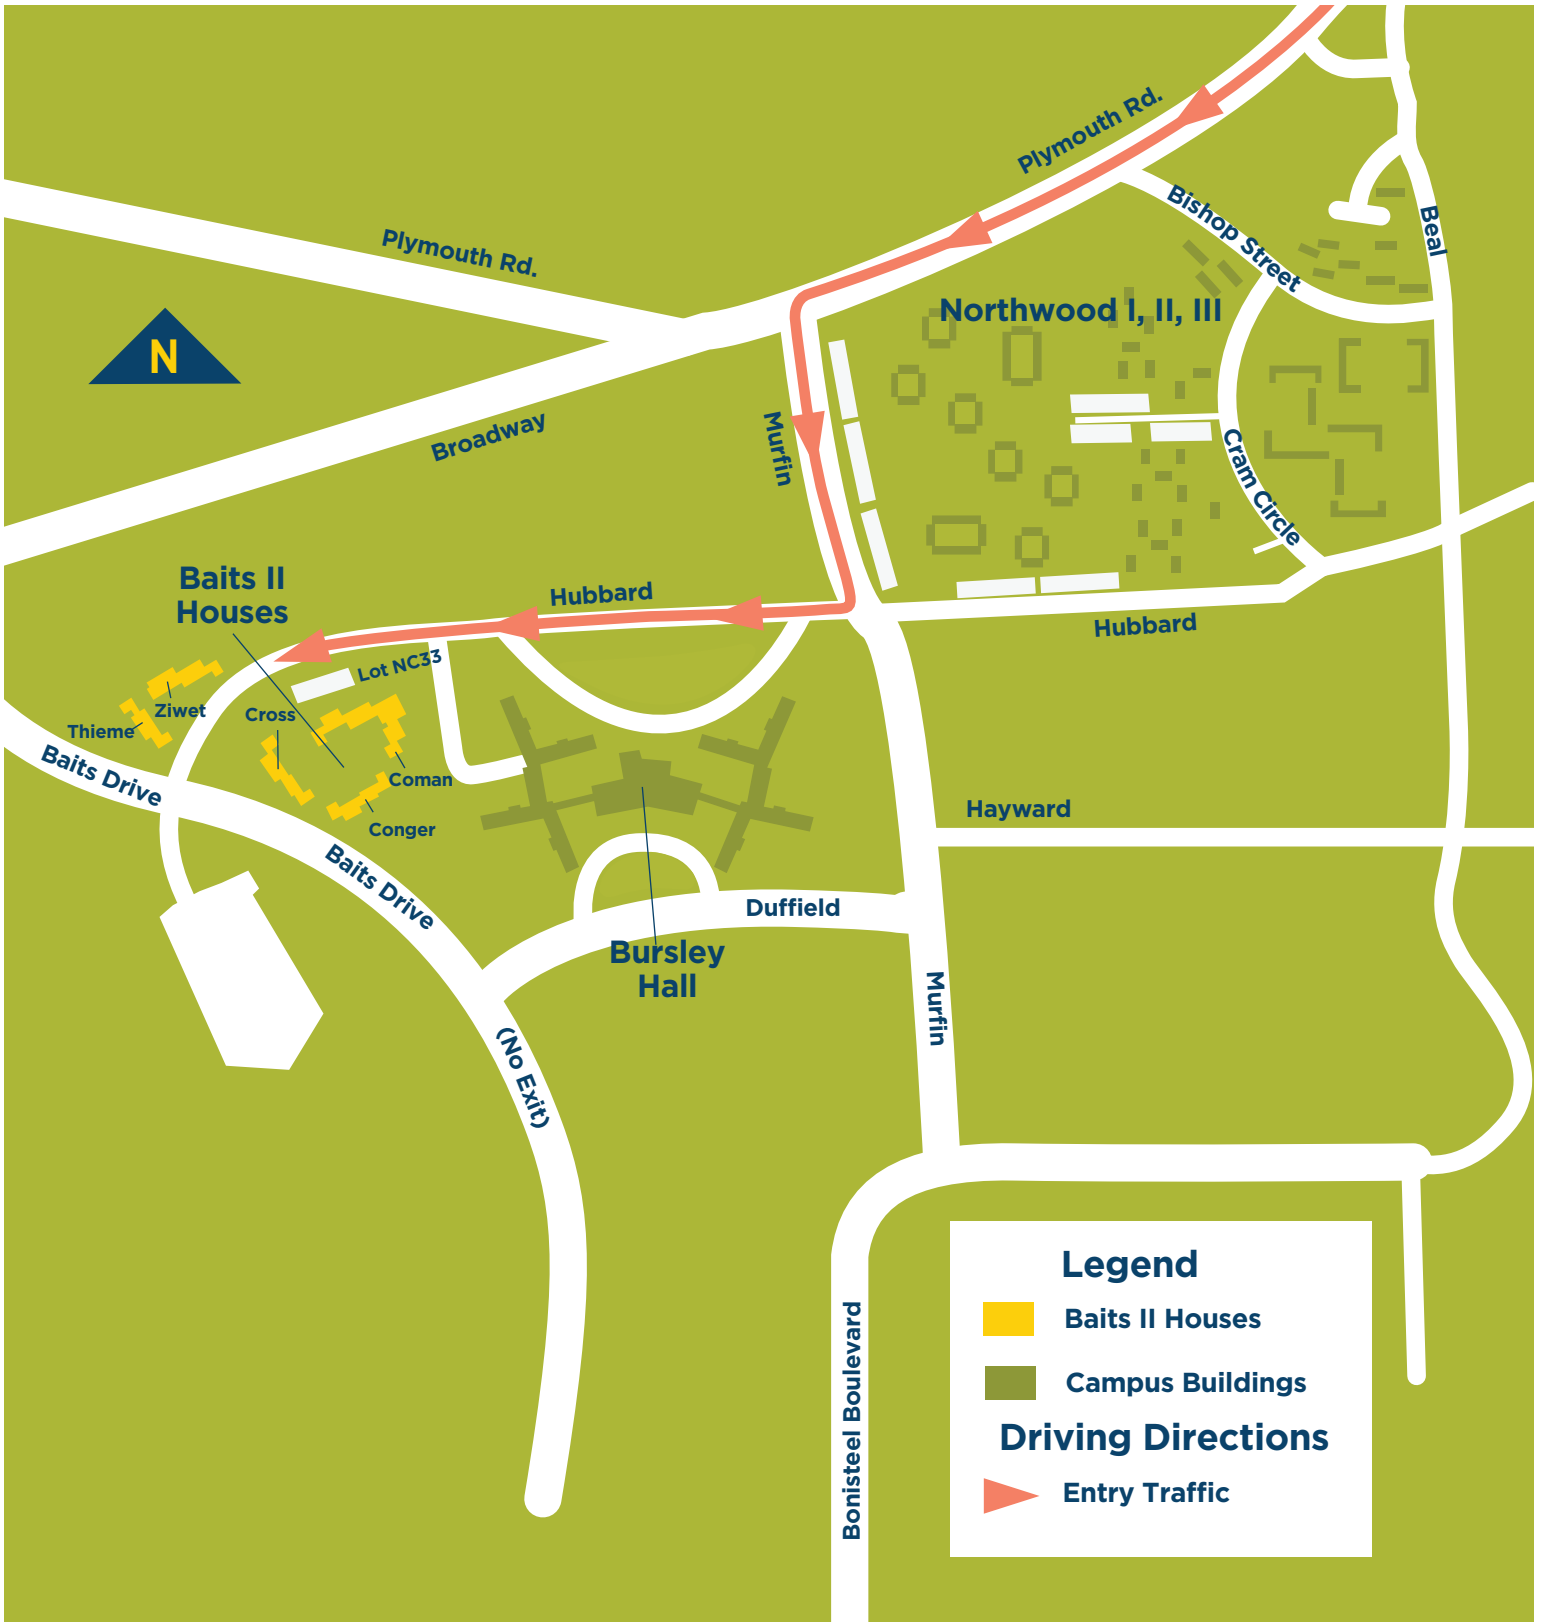 Plymouth Rd.
Bishop Street
Beal
Plymouth Rd.
Northwood I, II, III
N
Broadway
Murfin
Cram Circle
Baits II
Houses
Hubbard
Hubbard
Lot NC33
Ziwet
Cross
Thieme
Baits Drive
Coman
Conger
Hayward
Baits Drive
Duffield
Bursley
Hall
Murfin
(No Exit)
Legend
Baits II Houses
Campus Buildings
Driving Directions
Entry Traffic
Bonisteel Boulevard